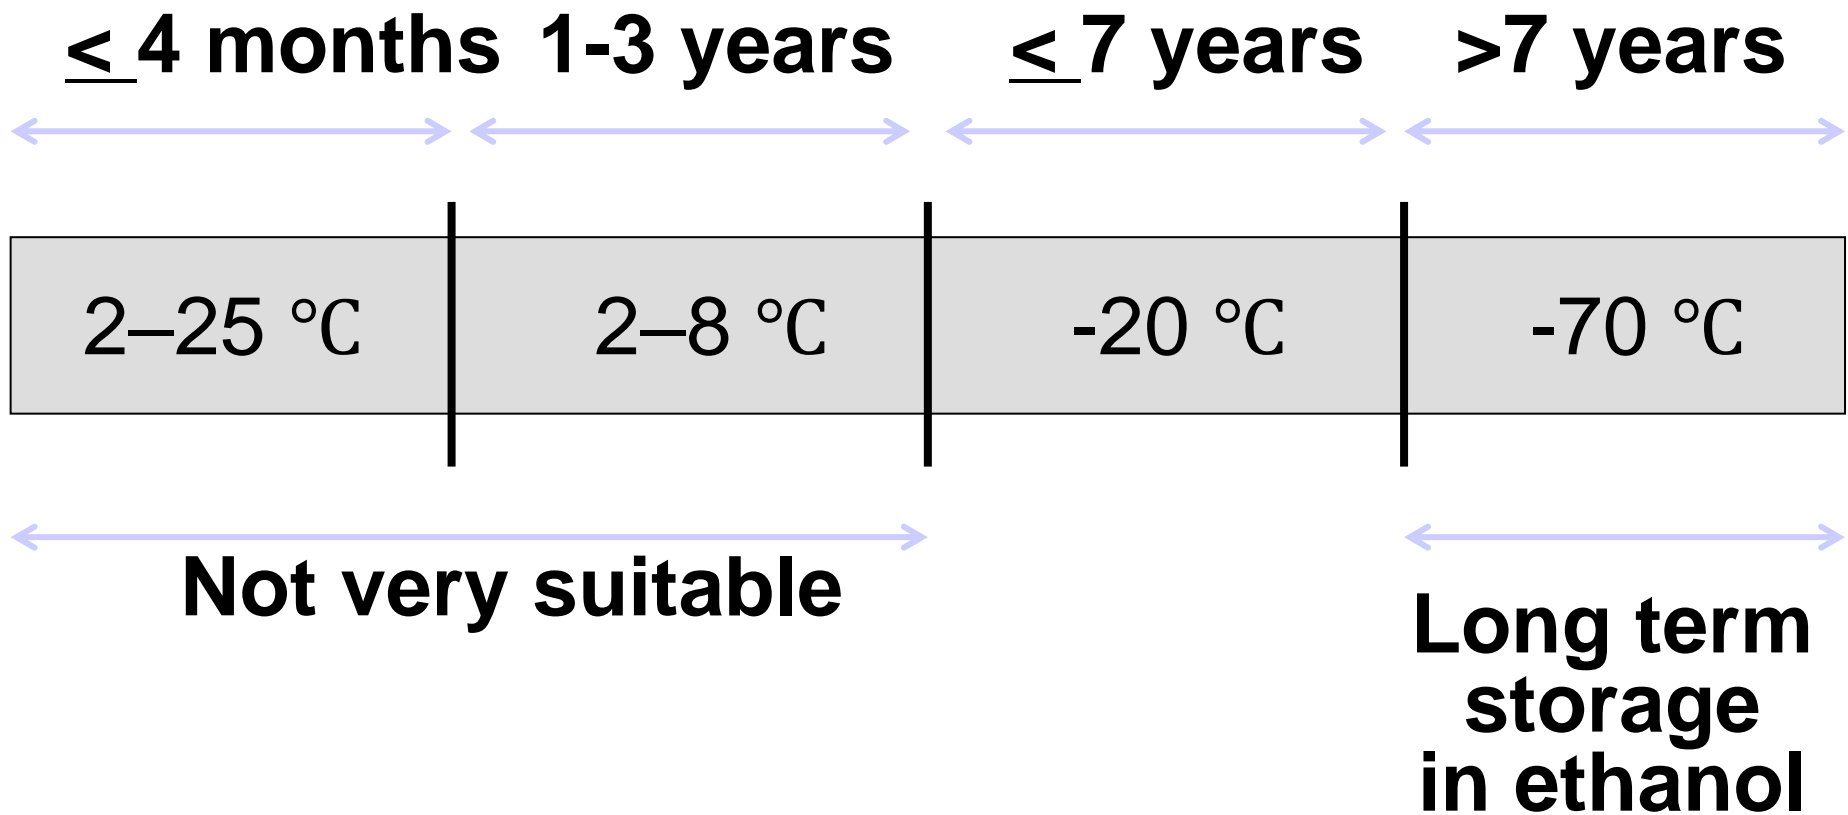 ≤ 4 months 1-3 years ≤ 7 years >7 years
2–25 ℃ 2–8 ℃ -20 ℃ -70 ℃
Not very suitable
Long term
storage
in ethanol